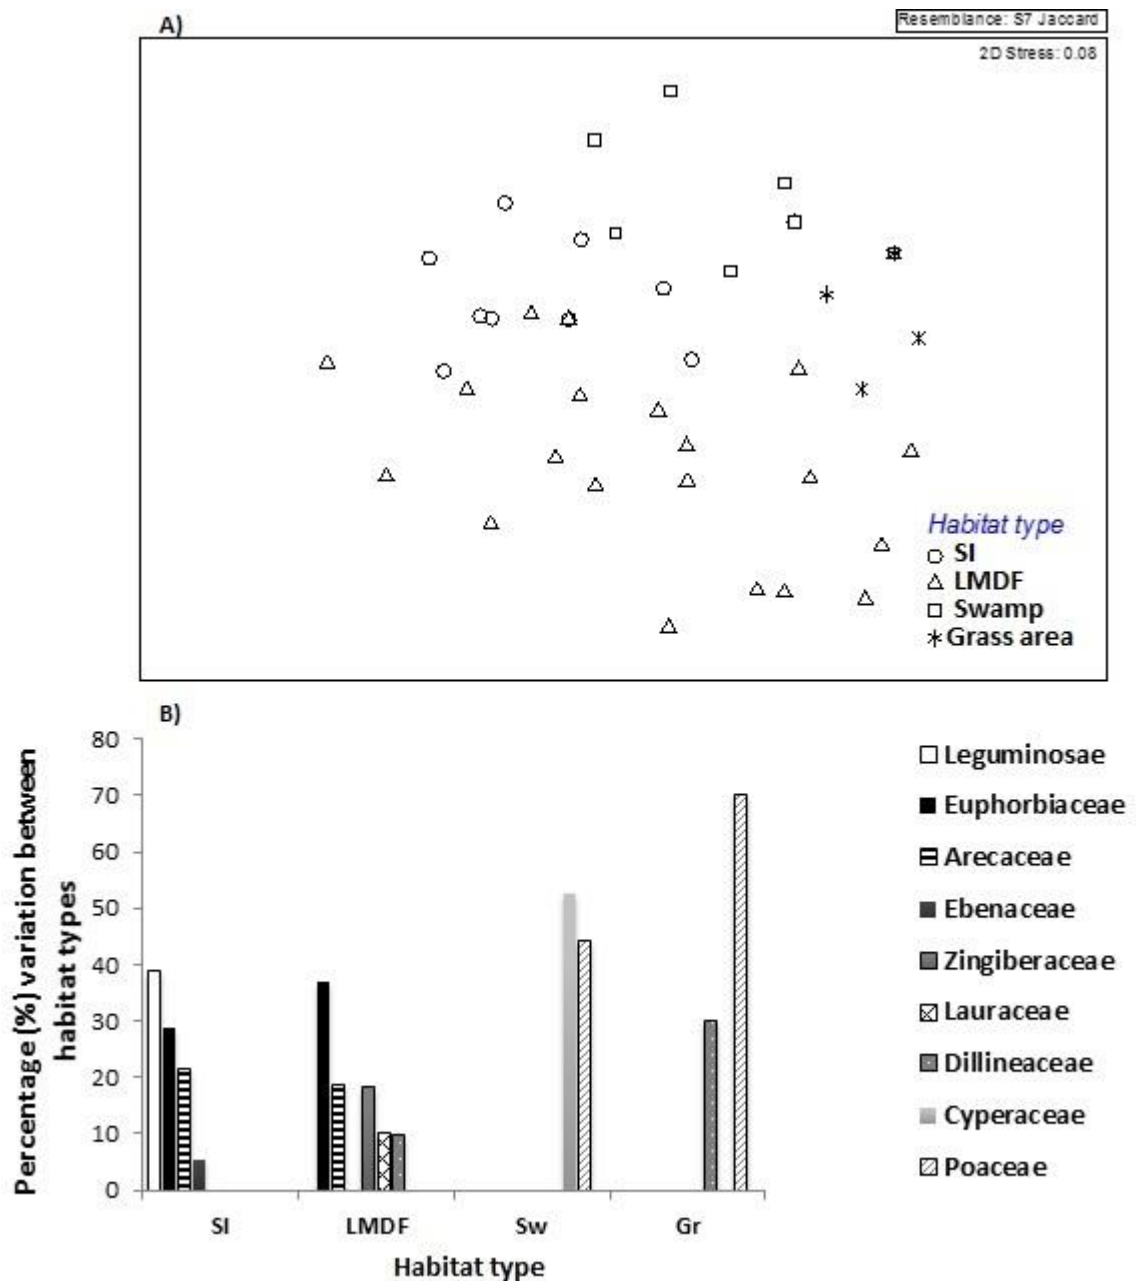 A)
Resemblance: S7 Jaccard
2D Stress: 0.08
Habitat type
SI
LMDF
Swamp
Grass area
B)
Percentage (%) variation between
habitat types
80
70
60
50
40
30
20
10
0
SI LMDF Sw Gr
Habitat type
Leguminosae
Euphorbiaceae
Arecaceae
Ebenaceae
Zingiberaceae
Lauraceae
Dillineaceae
Cyperaceae
Poaceae